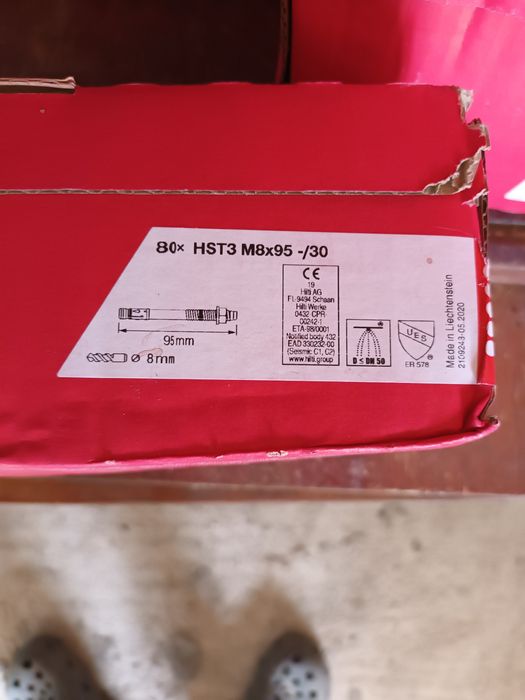 80x HST3 M8x95 -/30
95mm
ø 8mm
CE
19
Hilti AG
FL-9494 Schaan
Hilti Werke
0432 CPR
00242-1
ETA-98/0001
Notified body 432
EAD 330232-00
(Seismic C1, C2)
www.hilti.group
D ≤ DN 50
UES
®
ER 578
Made in Liechtenstein
2109243-05.2020